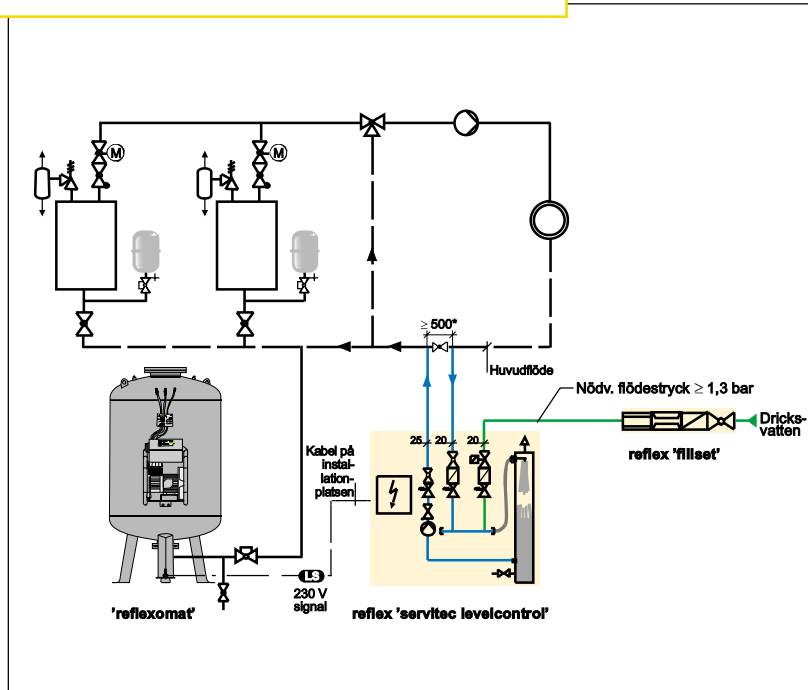 M
M
≥ 500*
Huvudflöde
Nödv. flödestryck ≥ 1,3 bar
Dricks-
vatten
reflex 'fillset'
25
20
20
Kabel på
instal-
lation-
platsen
LS
230 V
signal
'reflexomat'
reflex 'servitec levelcontrol'